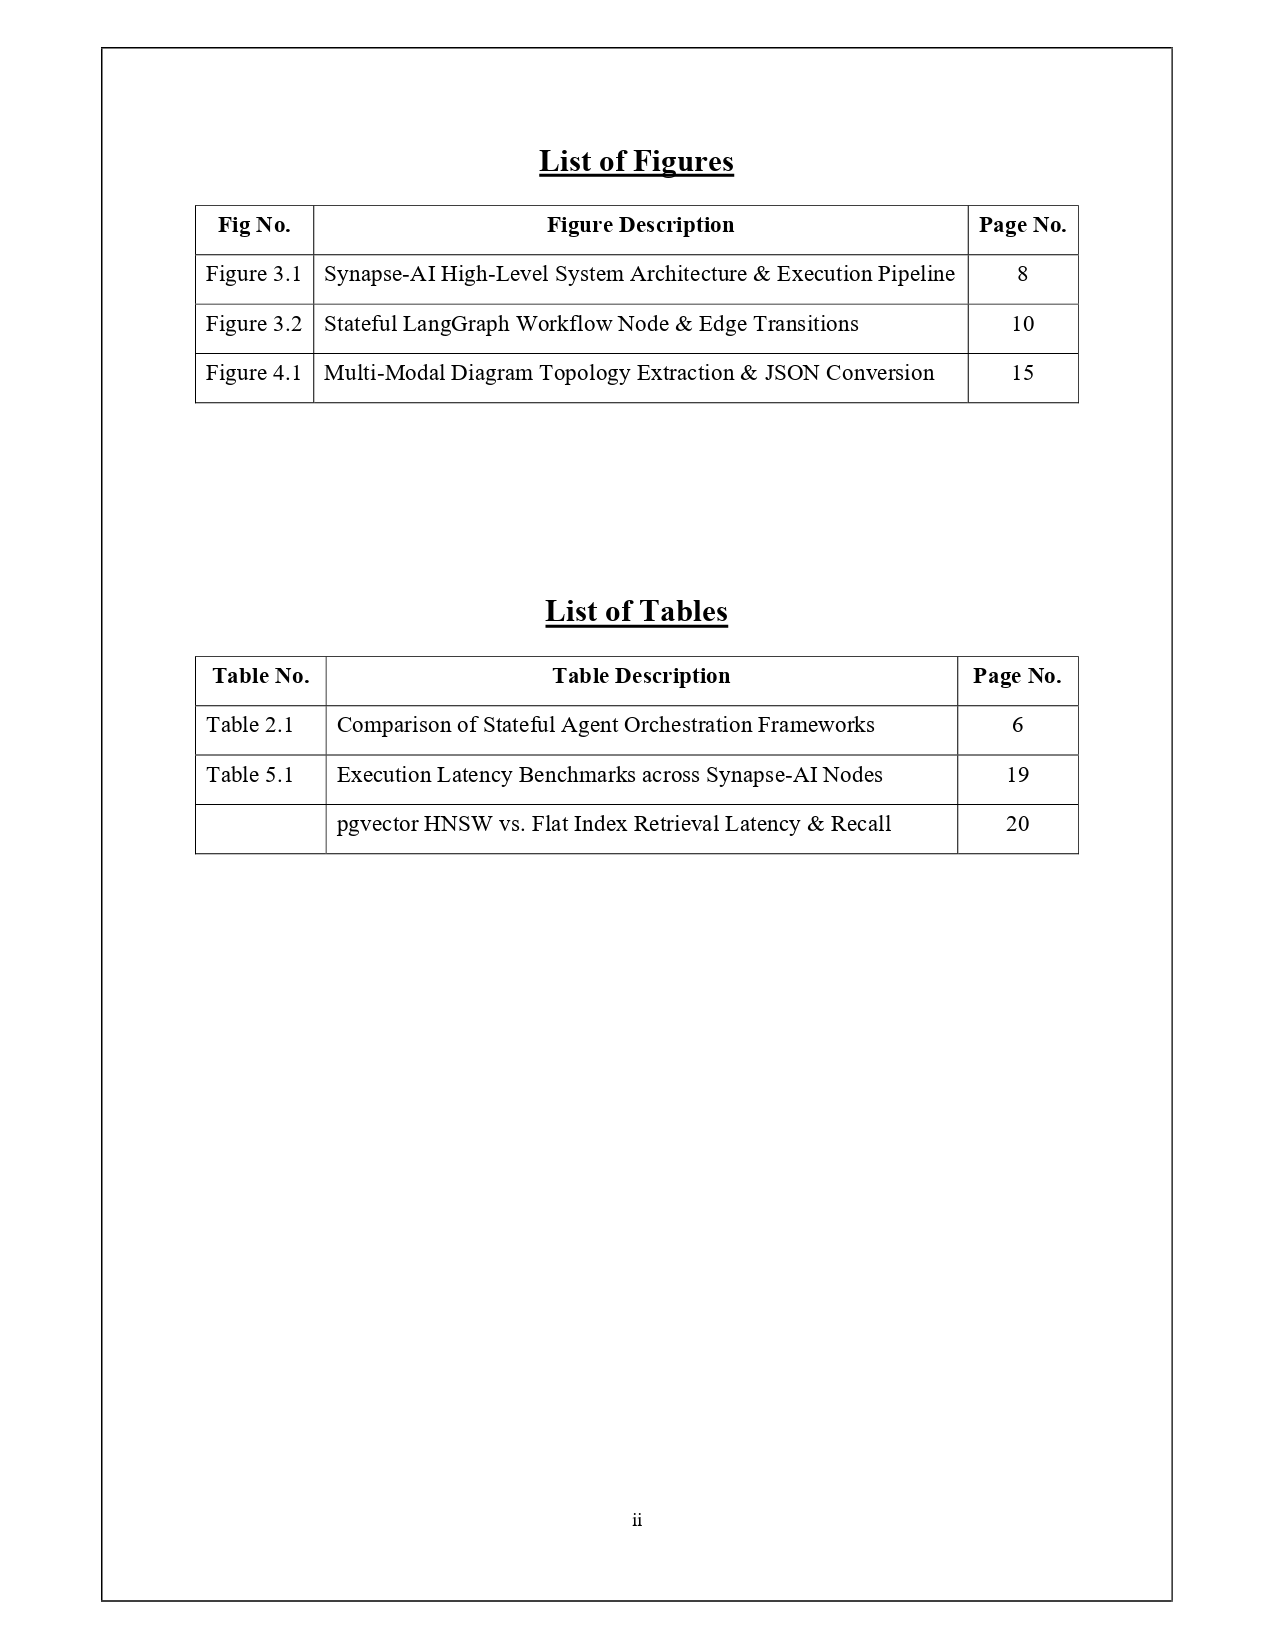 List of Figures
Fig No. Figure Description Page No.
Figure 3.1 Synapse-AI High-Level System Architecture & Execution Pipeline 8
Figure 3.2 Stateful LangGraph Workflow Node & Edge Transitions 10
Figure 4.1 Multi-Modal Diagram Topology Extraction & JSON Conversion 15
List of Tables
Table No. Table Description Page No.
Table 2.1 Comparison of Stateful Agent Orchestration Frameworks 6
Table 5.1 Execution Latency Benchmarks across Synapse-AI Nodes 19
pgvector HNSW vs. Flat Index Retrieval Latency & Recall 20
ii